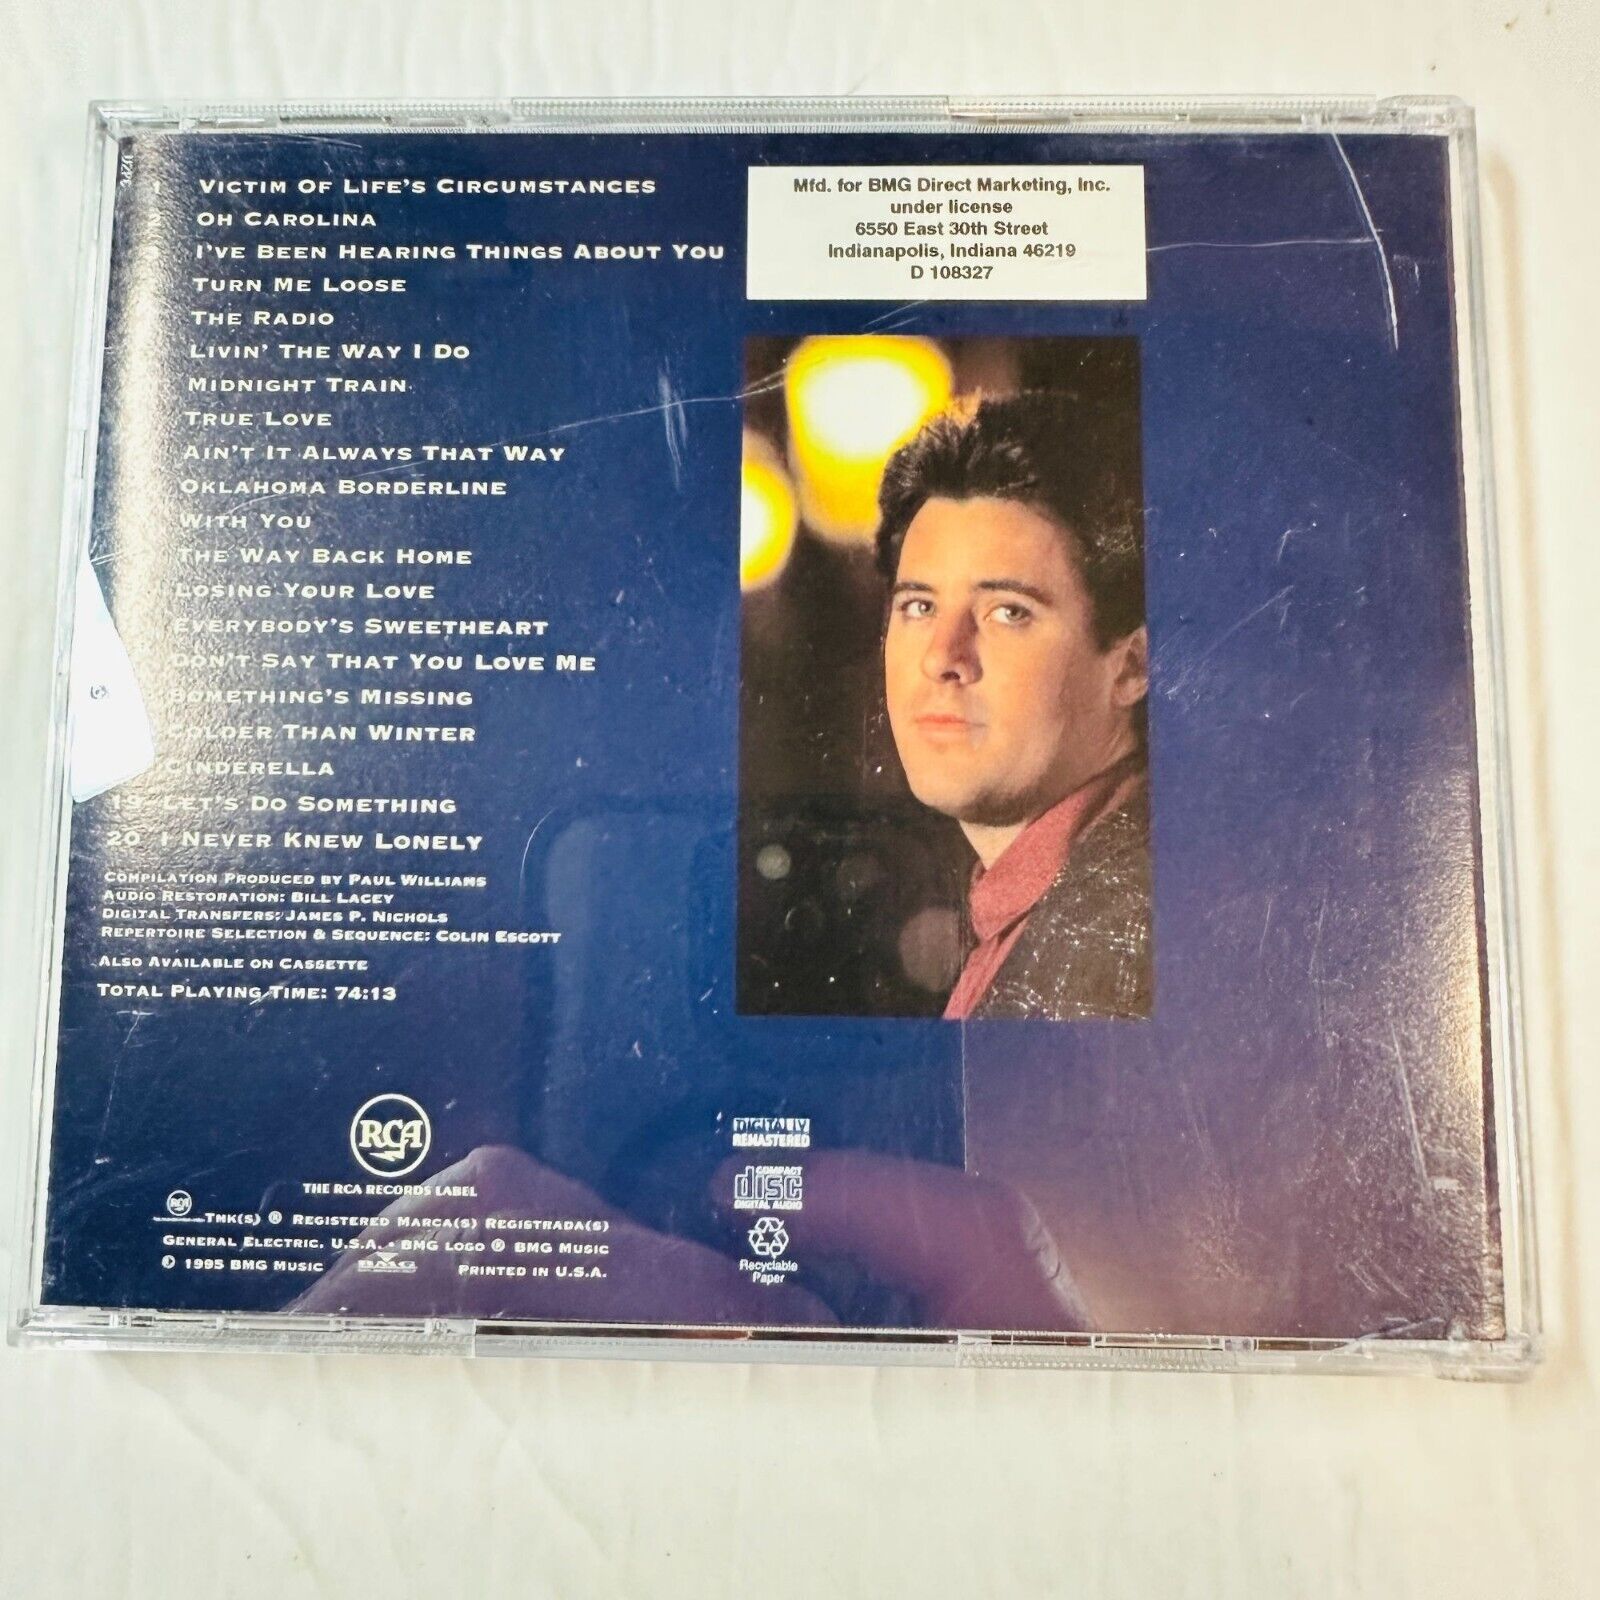 1 VICTIM OF LIFE'S CIRCUMSTANCES
2 OH CAROLINA
I'VE BEEN HEARING THINGS ABOUT YOU
TURN ME LOOSE
THE RADIO
LIVIN' THE WAY I DO
MIDNIGHT TRAIN
TRUE LOVE
AIN'T IT ALWAYS THAT WAY
OKLAHOMA BORDERLINE
WITH YOU
THE WAY BACK HOME
LOSING YOUR LOVE
EVERYBODY'S SWEETHEART
DON'T SAY THAT YOU LOVE ME
SOMETHING'S MISSING
COLDER THAN WINTER
CINDERELLA
19 LET'S DO SOMETHING
20 I NEVER KNEW LONELY
COMPILATION PRODUCED BY PAUL WILLIAMS
AUDIO RESTORATION: BILL LACEY
DIGITAL TRANSFERS: JAMES P. NICHOLS
REPERTOIRE SELECTION & SEQUENCE: COLIN ESCOTT
ALSO AVAILABLE ON CASSETTE
TOTAL PLAYING TIME: 74:13
Mfd. for BMG Direct Marketing, Inc.
under license
6550 East 30th Street
Indianapolis, Indiana 46219
D 108327
RCA
THE RCA RECORDS LABEL
RCA TMK(S) ® REGISTERED MARCA(S) REGISTRADA(S)
GENERAL ELECTRIC, U.S.A. • BMG LOGO ® BMG MUSIC
1995 BMG MUSIC BMG PRINTED IN U.S.A.
DIGITALLY
REMASTERED
COMPACT
disc
DIGITAL AUDIO
Recyclable
Paper